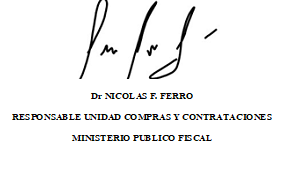 Dr NICOLAS F. FERRO
RESPONSABLE UNIDAD COMPRAS Y CONTRATACIONES
MINISTERIO PUBLICO FISCAL